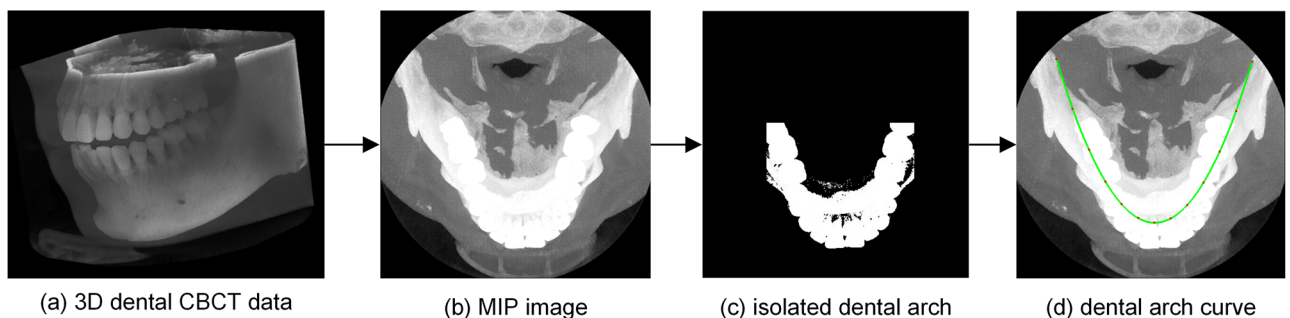 (a) 3D dental CBCT data
(b) MIP image
(c) isolated dental arch
(d) dental arch curve